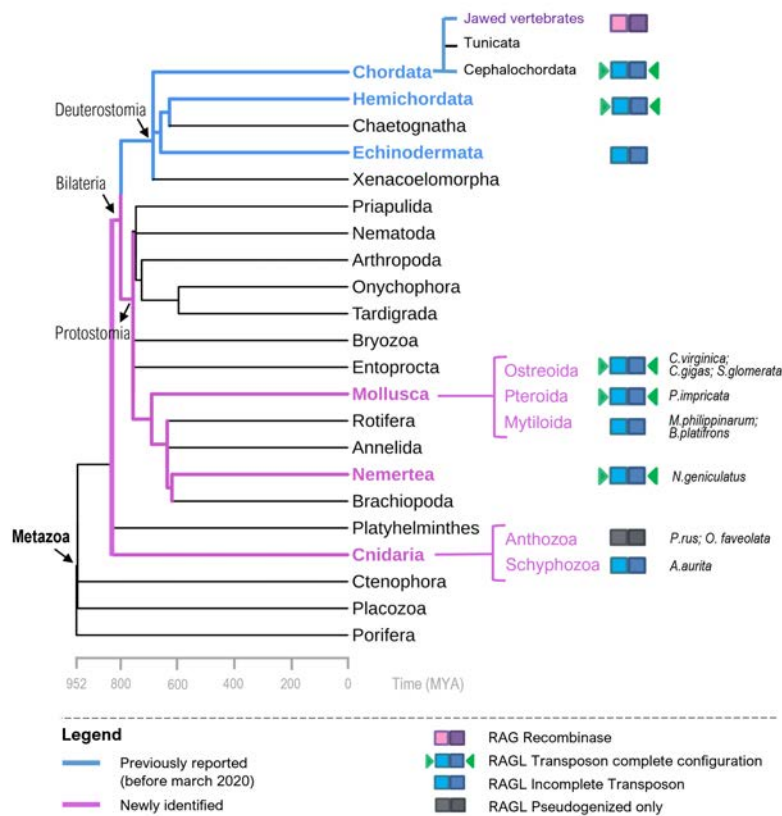 Jawed vertebrates
Tunicata
Cephalochordata
Chordata
Deuterostomia
Hemichordata
Chaetognatha
Echinodermata
Xenacoelomorpha
Bilateria
Priapulida
Nematoda
Arthropoda
Onychophora
Tardigrada
Protostomia
Bryozoa
Entoprocta
Mollusca
Ostreoida
C.virginica;
C.gigas; S.glomerata
Pteroida
P.impricata
Mytiloida
M.philippinarum;
B.platifrons
Rotifera
Annelida
Nemertea
N.geniculatus
Brachiopoda
Platyhelminthes
Metazoa
Cnidaria
Anthozoa
P.rus; O. faveolata
Schyphozoa
A.aurita
Ctenophora
Placozoa
Porifera
952 800 600 400 200 0 Time (MYA)
Legend
Previously reported
(before march 2020)
Newly identified
RAG Recombinase
RAGL Transposon complete configuration
RAGL Incomplete Transposon
RAGL Pseudogenized only